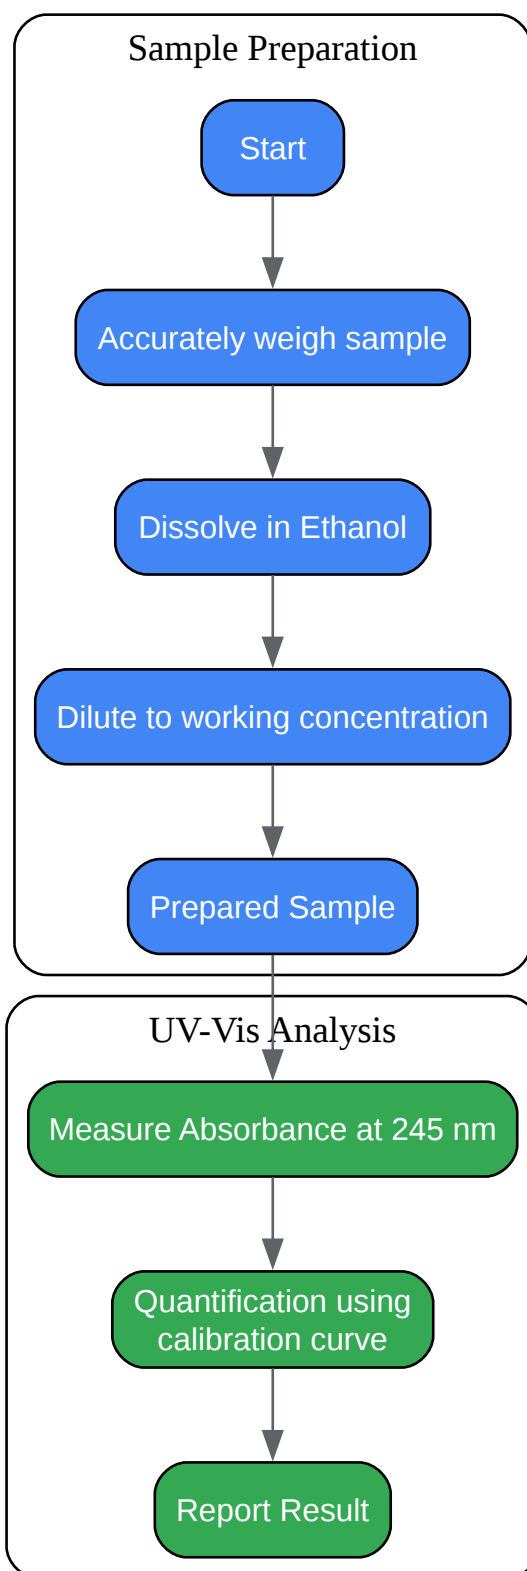 Sample Preparation
Start
Accurately weigh sample
Dissolve in Ethanol
Dilute to working concentration
Prepared Sample
UV-Vis Analysis
Measure Absorbance at 245 nm
Quantification using
calibration curve
Report Result